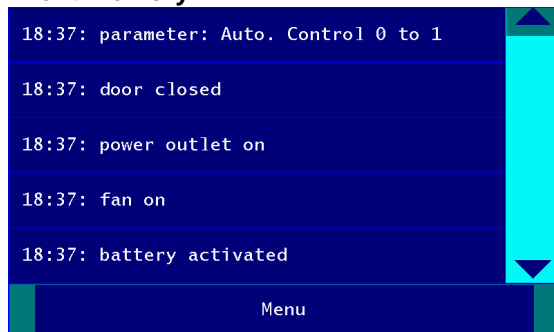 18:37: parameter: Auto. Control 0 to 1
18:37: door closed
18:37: power outlet on
18:37: fan on
18:37: battery activated
Menu